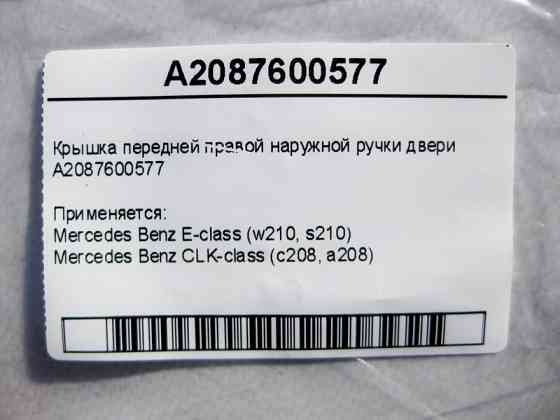 A2087600577
Крышка передней правой наружной ручки двери
A2087600577
Применяется:
Mercedes Benz E-class (w210, s210)
Mercedes Benz CLK-class (c208, a208)